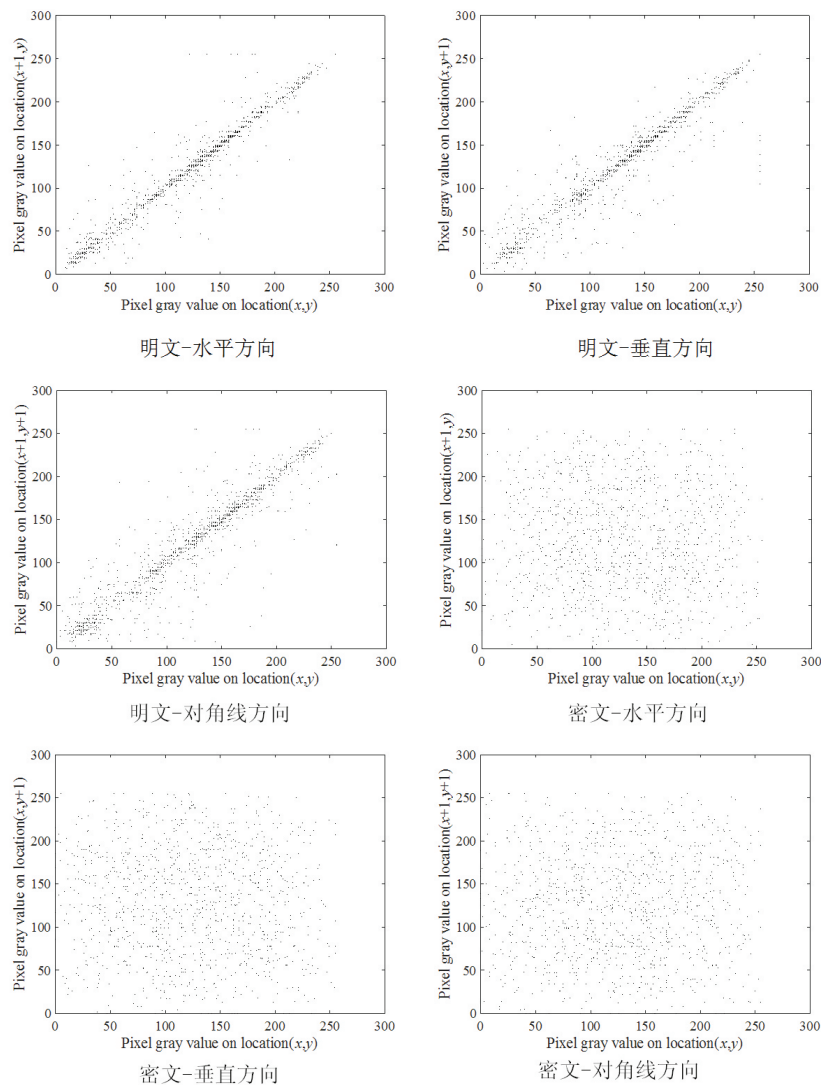 300
250
200
150
100
50
0
Pixel gray value on location(x+1,y)
0 50 100 150 200 250 300
Pixel gray value on location(x,y)
明文-水平方向
300
250
200
150
100
50
0
Pixel gray value on location(x,y+1)
0 50 100 150 200 250 300
Pixel gray value on location(x,y)
明文-垂直方向
300
250
200
150
100
50
0
Pixel gray value on location(x+1,y+1)
0 50 100 150 200 250 300
Pixel gray value on location(x,y)
明文-对角线方向
300
250
200
150
100
50
0
Pixel gray value on location(x+1,y)
0 50 100 150 200 250 300
Pixel gray value on location(x,y)
密文-水平方向
300
250
200
150
100
50
0
Pixel gray value on location(x,y+1)
0 50 100 150 200 250 300
Pixel gray value on location(x,y)
密文-垂直方向
300
250
200
150
100
50
0
Pixel gray value on location(x+1,y+1)
0 50 100 150 200 250 300
Pixel gray value on location(x,y)
密文-对角线方向